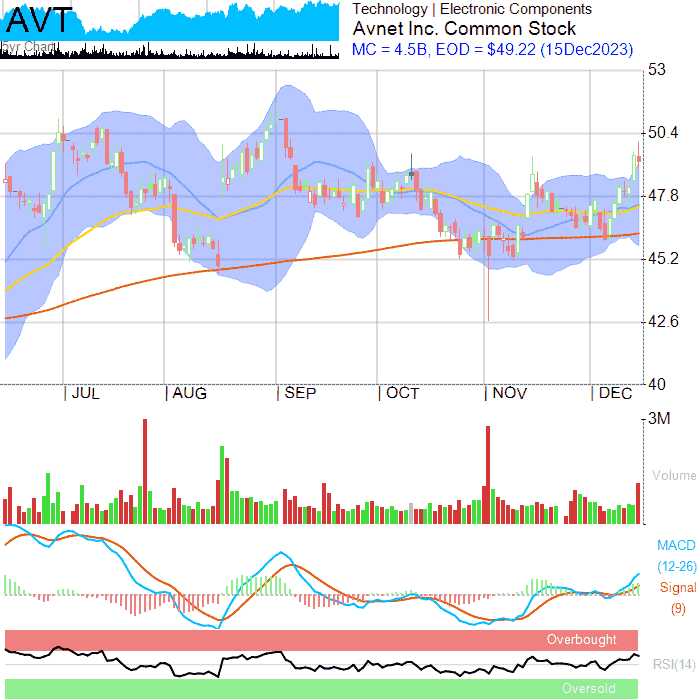 AVT
5yr Chart
Technology | Electronic Components
Avnet Inc. Common Stock
MC = 4.5B, EOD = $49.22 (15Dec2023)
53
50.4
47.8
45.2
42.6
40
| JUL | AUG | SEP | OCT | NOV | DEC
3M
Volume
MACD
(12-26)
Signal
(9)
Overbought
RSI(14)
Oversold